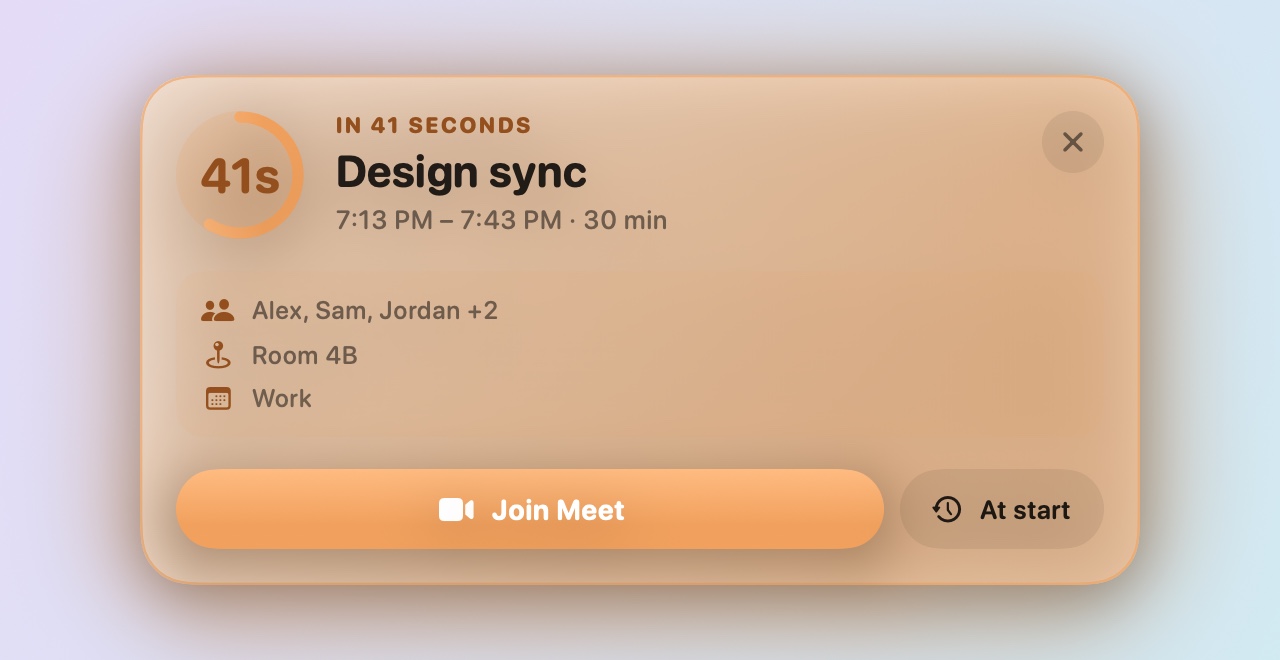 41s
IN 41 SECONDS
Design sync
7:13 PM – 7:43 PM · 30 min
Alex, Sam, Jordan +2
Room 4B
Work
Join Meet
At start